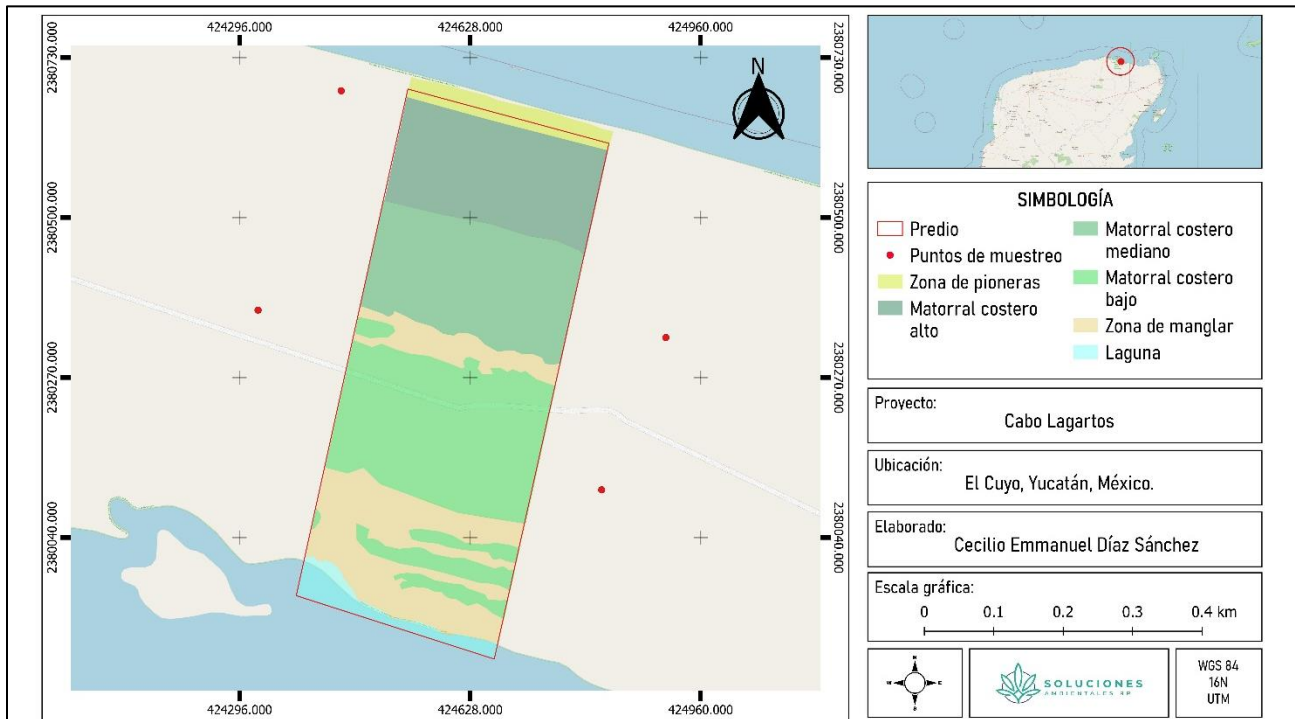 424296.000
424628.000
424960.000
2380730.000
2380500.000
2380270.000
2380040.000
N
2380730.000
2380500.000
2380270.000
2380040.000
424296.000
424628.000
424960.000
SIMBOLOGÍA
Predio
Puntos de muestreo
Zona de pioneras
Matorral costero
alto
Matorral costero
mediano
Matorral costero
bajo
Zona de manglar
Laguna
Proyecto:
Cabo Lagartos
Ubicación:
El Cuyo, Yucatán, México.
Elaborado:
Cecilio Emmanuel Díaz Sánchez
Escala gráfica:
0 0.1 0.2 0.3 0.4 km
SOLUCIONES
WGS 84
16N
UTM